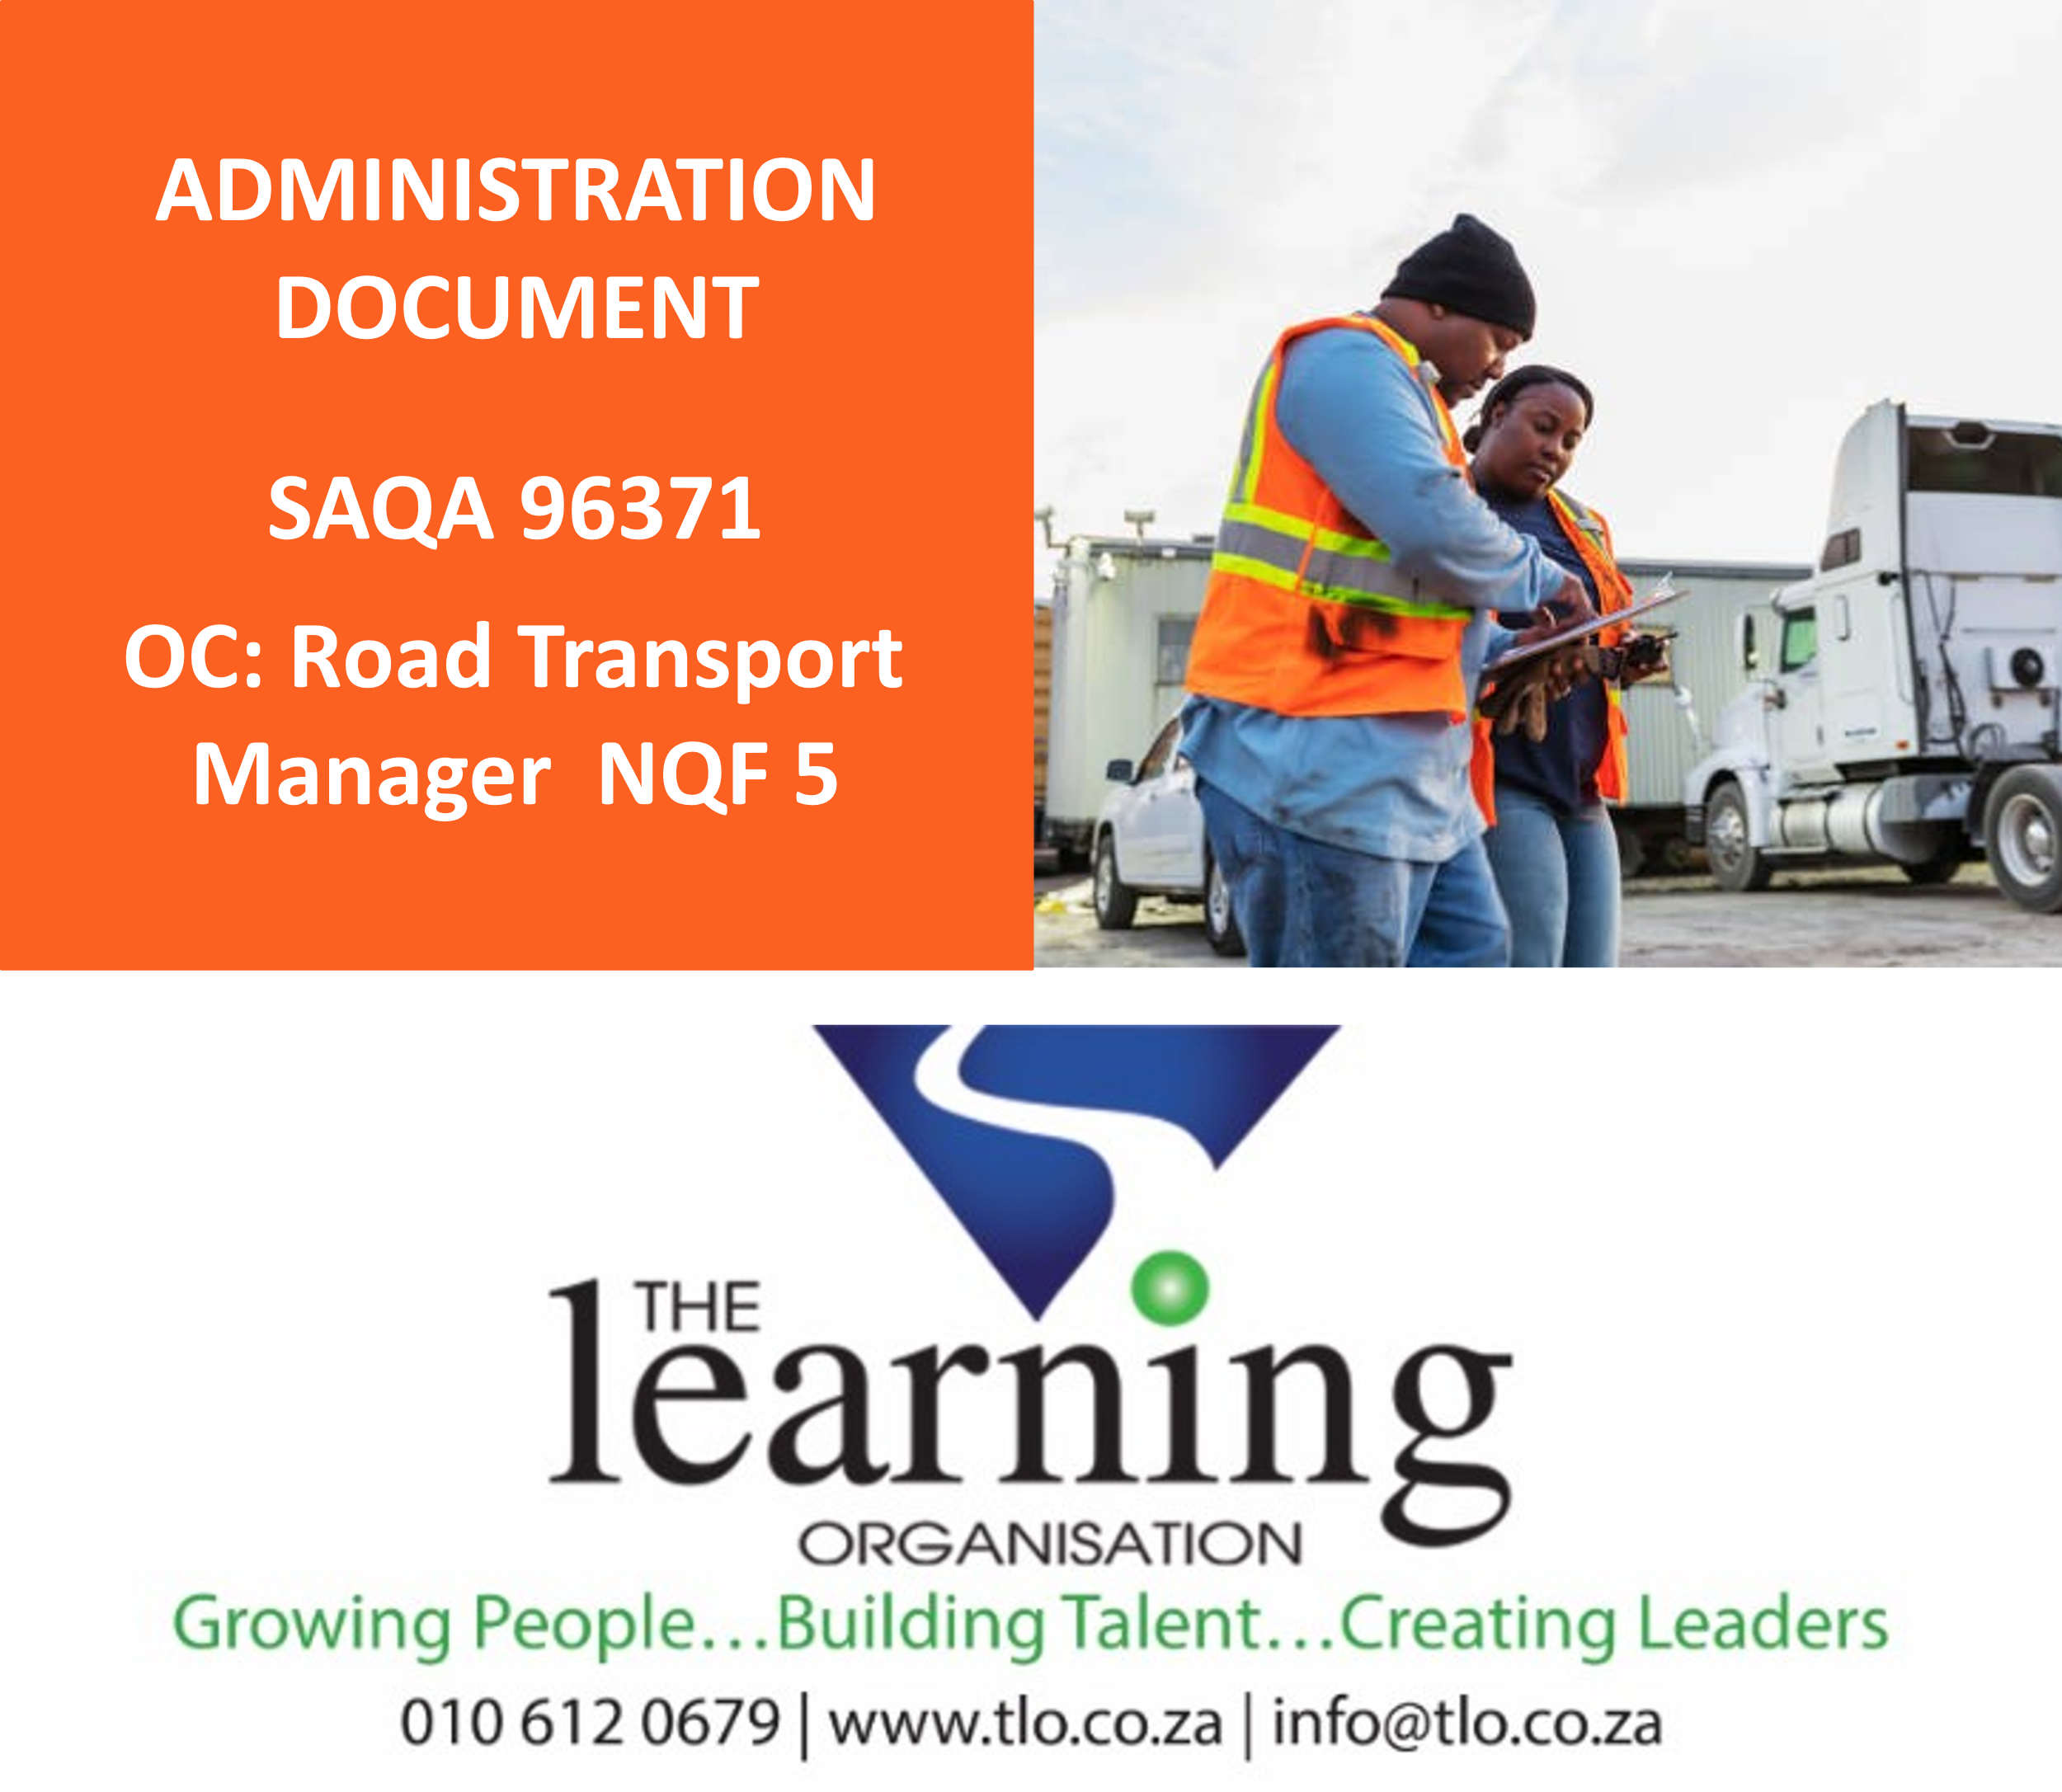 ADMINISTRATION
DOCUMENT
SAQA 96371
OC: Road Transport
Manager  NQF 5
THE
learning
ORGANISATION
Growing People...Building Talent...Creating Leaders
010 612 0679 | www.tlo.co.za | info@tlo.co.za